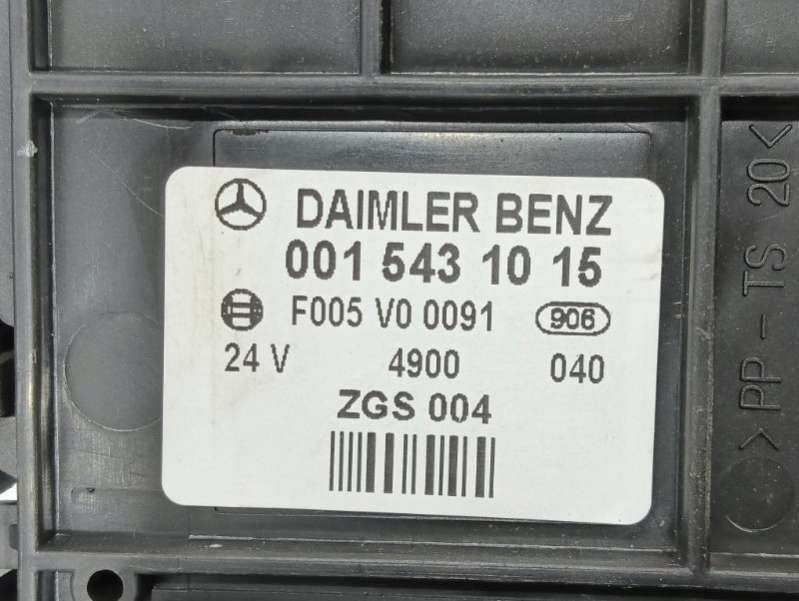 DAIMLER BENZ
001 543 10 15
F005 V0 0091 906
24 V 4900 040
ZGS 004
>PP-TS 20<